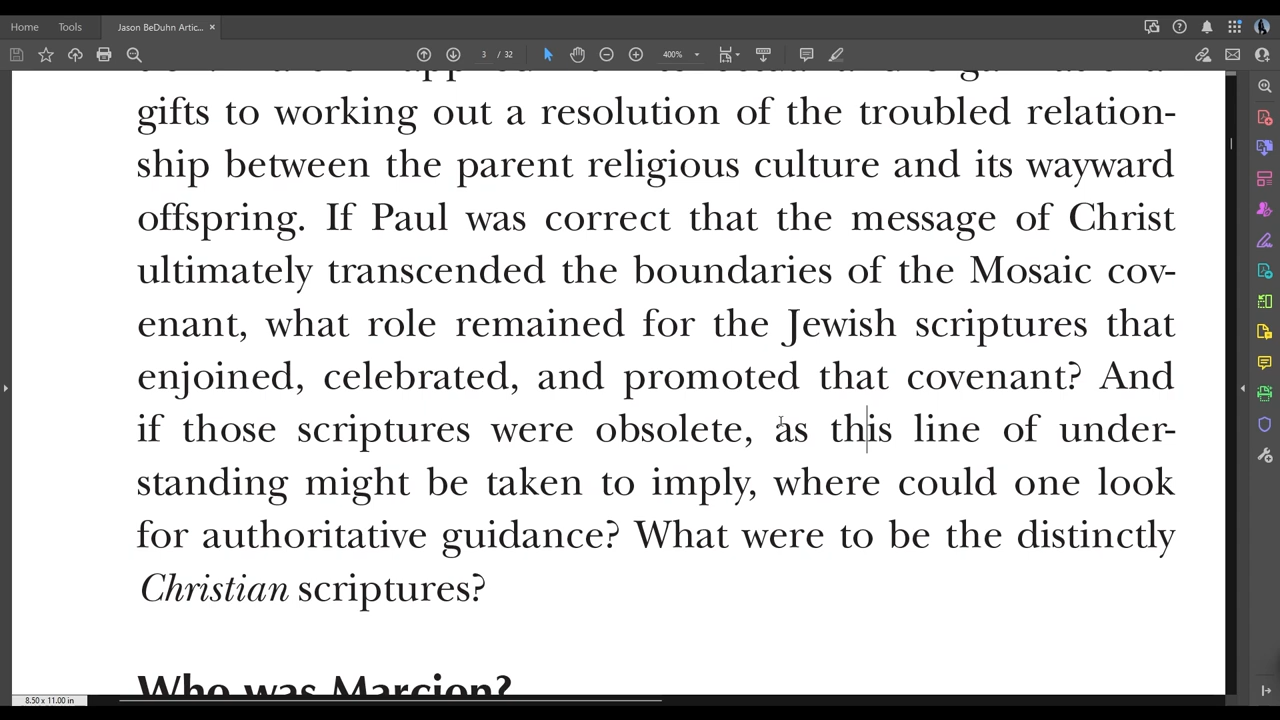 Home
Tools
Jason BeDuhn Artic... ×
3 / 32
400%
gifts to working out a resolution of the troubled relation-
ship between the parent religious culture and its wayward
offspring. If Paul was correct that the message of Christ
ultimately transcended the boundaries of the Mosaic cov-
enant, what role remained for the Jewish scriptures that
enjoined, celebrated, and promoted that covenant? And
if those scriptures were obsolete, as this line of under-
standing might be taken to imply, where could one look
for authoritative guidance? What were to be the distinctly
Christian scriptures?
Who was Marcion?
8.50 x 11.00 in